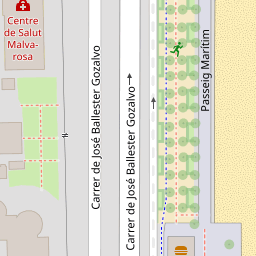 Centre
de Salut
Malva-
rosa
Carrer de José Ballester Gozalvo
Carrer de José Ballester Gozalvo
Passeig Marítim